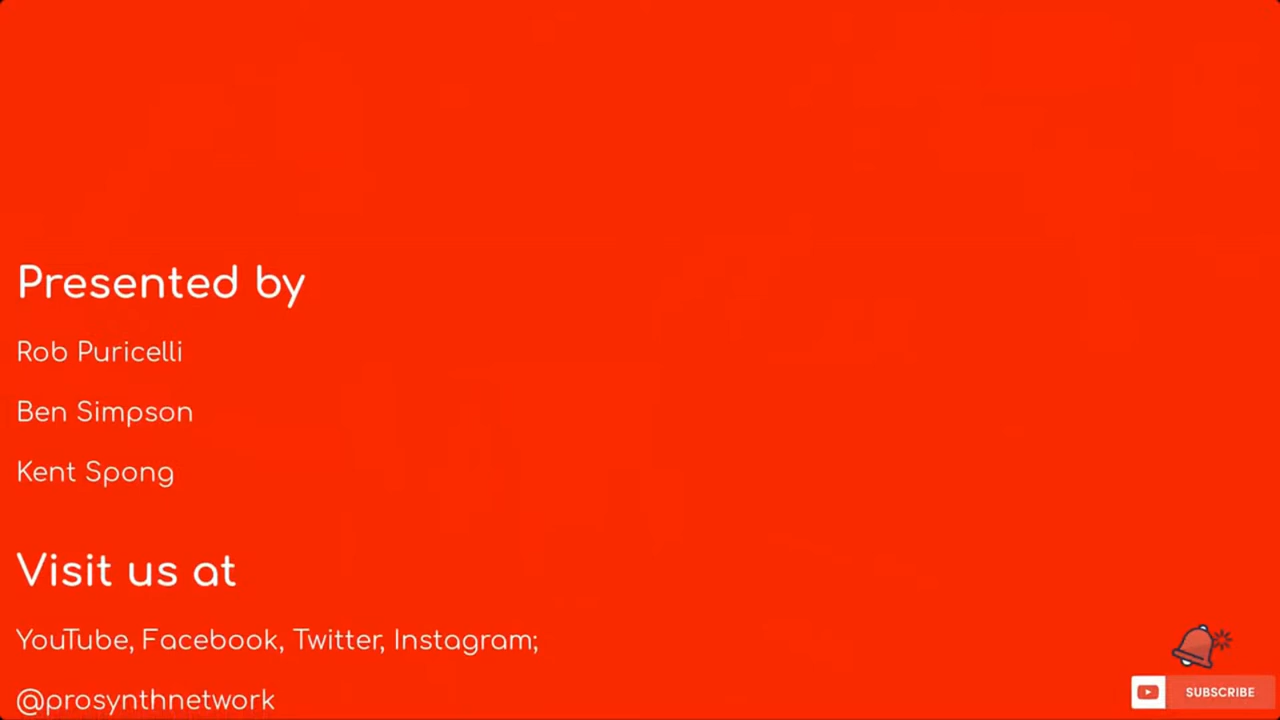 Presented by
Rob Puricelli
Ben Simpson
Kent Spong
Visit us at
YouTube, Facebook, Twitter, Instagram;
@prosynthnetwork
SUBSCRIBE